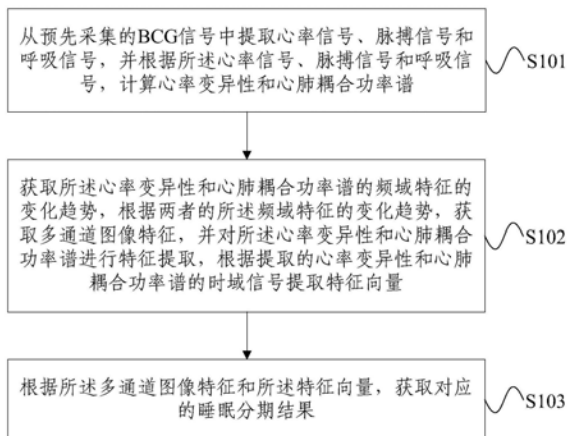 从预先采集的BCG信号中提取心率信号、脉搏信号和
呼吸信号，并根据所述心率信号、脉搏信号和呼吸信
号，计算心率变异性和心肺耦合功率谱
S101
获取所述心率变异性和心肺耦合功率谱的频域特征的
变化趋势，根据两者的所述频域特征的变化趋势，获
取多通道图像特征，并对所述心率变异性和心肺耦合
功率谱进行特征提取，根据提取的心率变异性和心肺
耦合功率谱的时域信号提取特征向量
S102
根据所述多通道图像特征和所述特征向量，获取对应
的睡眠分期结果
S103